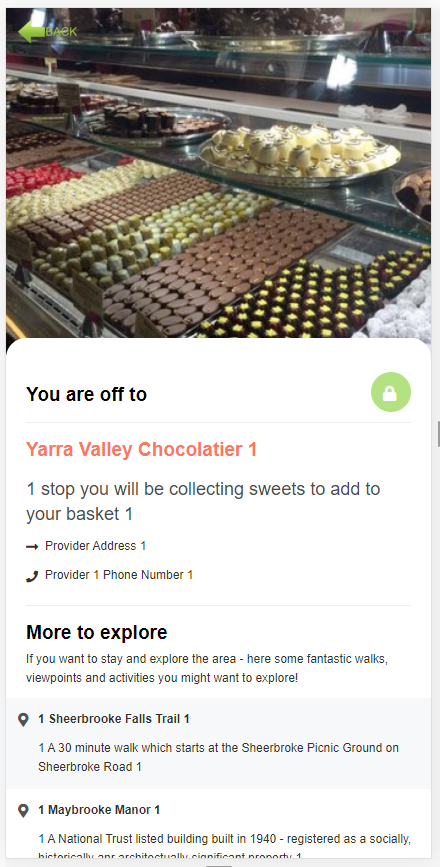 BACK
You are off to
Yarra Valley Chocolatier 1
1 stop you will be collecting sweets to add to
your basket 1
Provider Address 1
Provider 1 Phone Number 1
More to explore
If you want to stay and explore the area - here some fantastic walks,
viewpoints and activities you might want to explore!
1 Sheerbrooke Falls Trail 1
1 A 30 minute walk which starts at the Sheerbroke Picnic Ground on
Sheerbroke Road 1
1 Maybrooke Manor 1
1 A National Trust listed building built in 1940 - registered as a socially,
historically anr architectually significant property 1